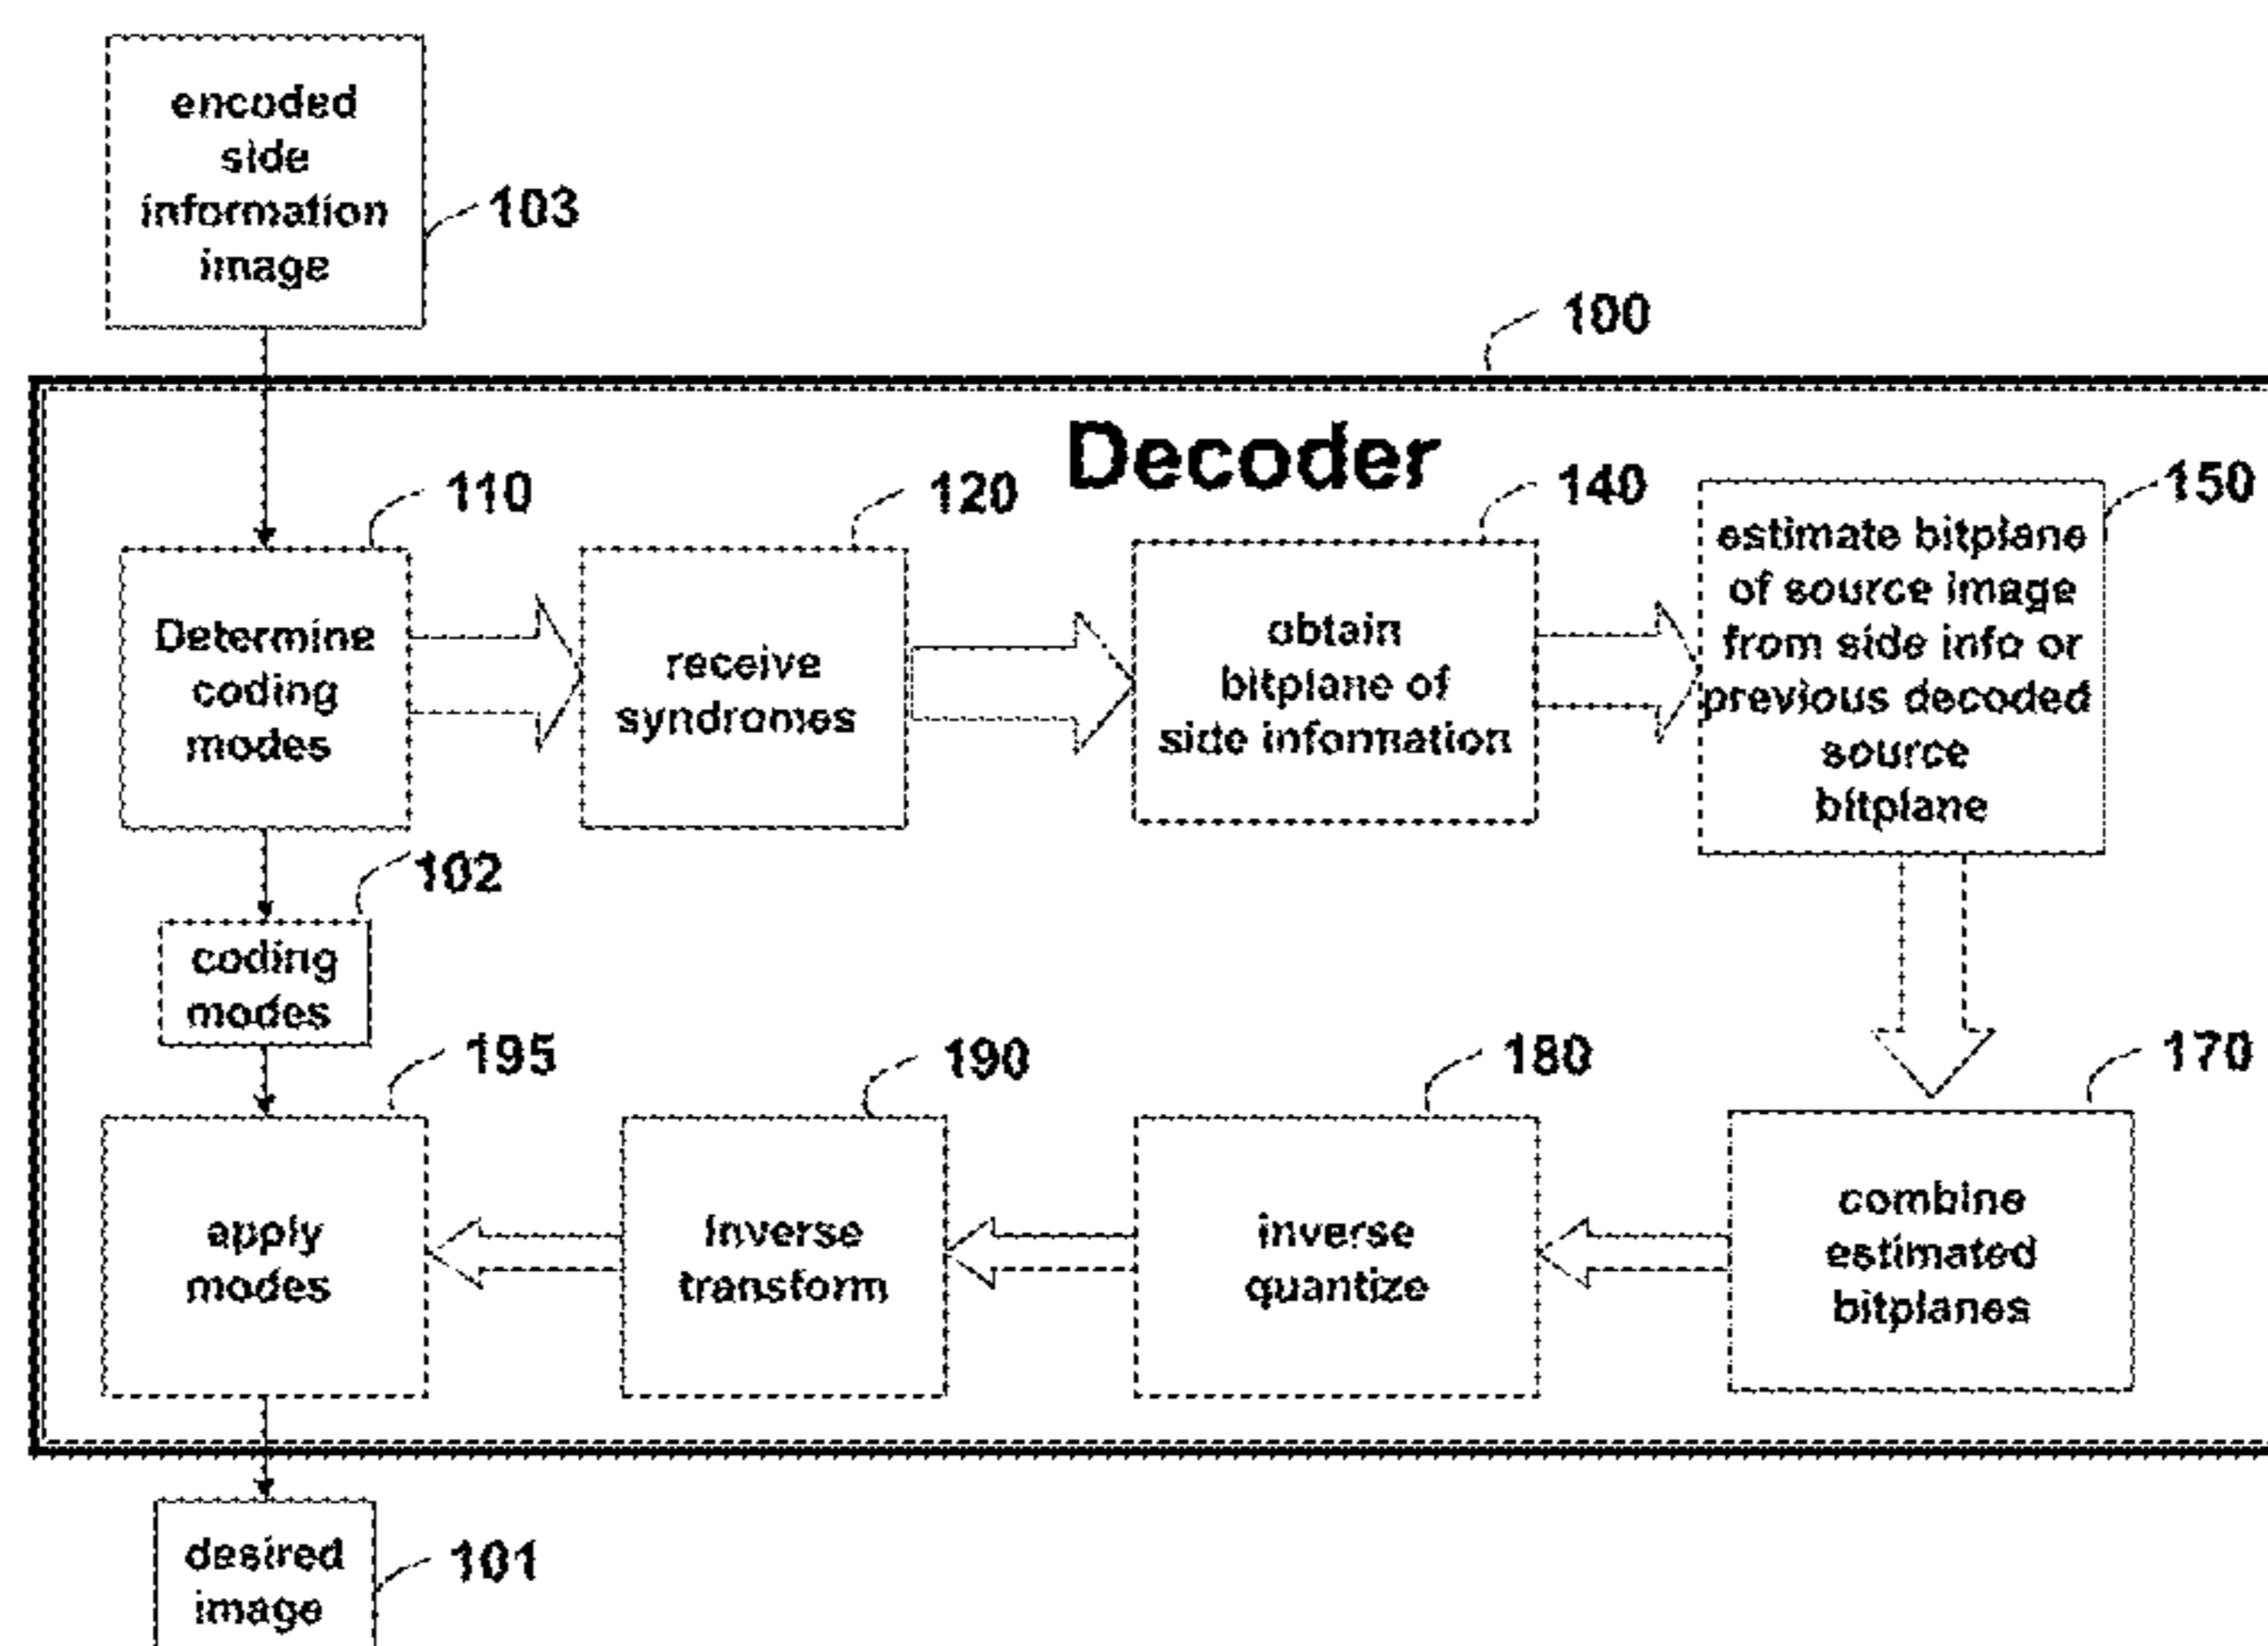 encoded
side
information
image
103
100
Decoder
110
Determine
coding
modes
120
receive
syndromes
140
obtain
bitplane of
side information
150
estimate bitplane
of source image
from side info or
previous decoded
source
bitplane
102
coding
modes
195
apply
modes
190
inverse
transform
180
inverse
quantize
170
combine
estimated
bitplanes
desired
image
101